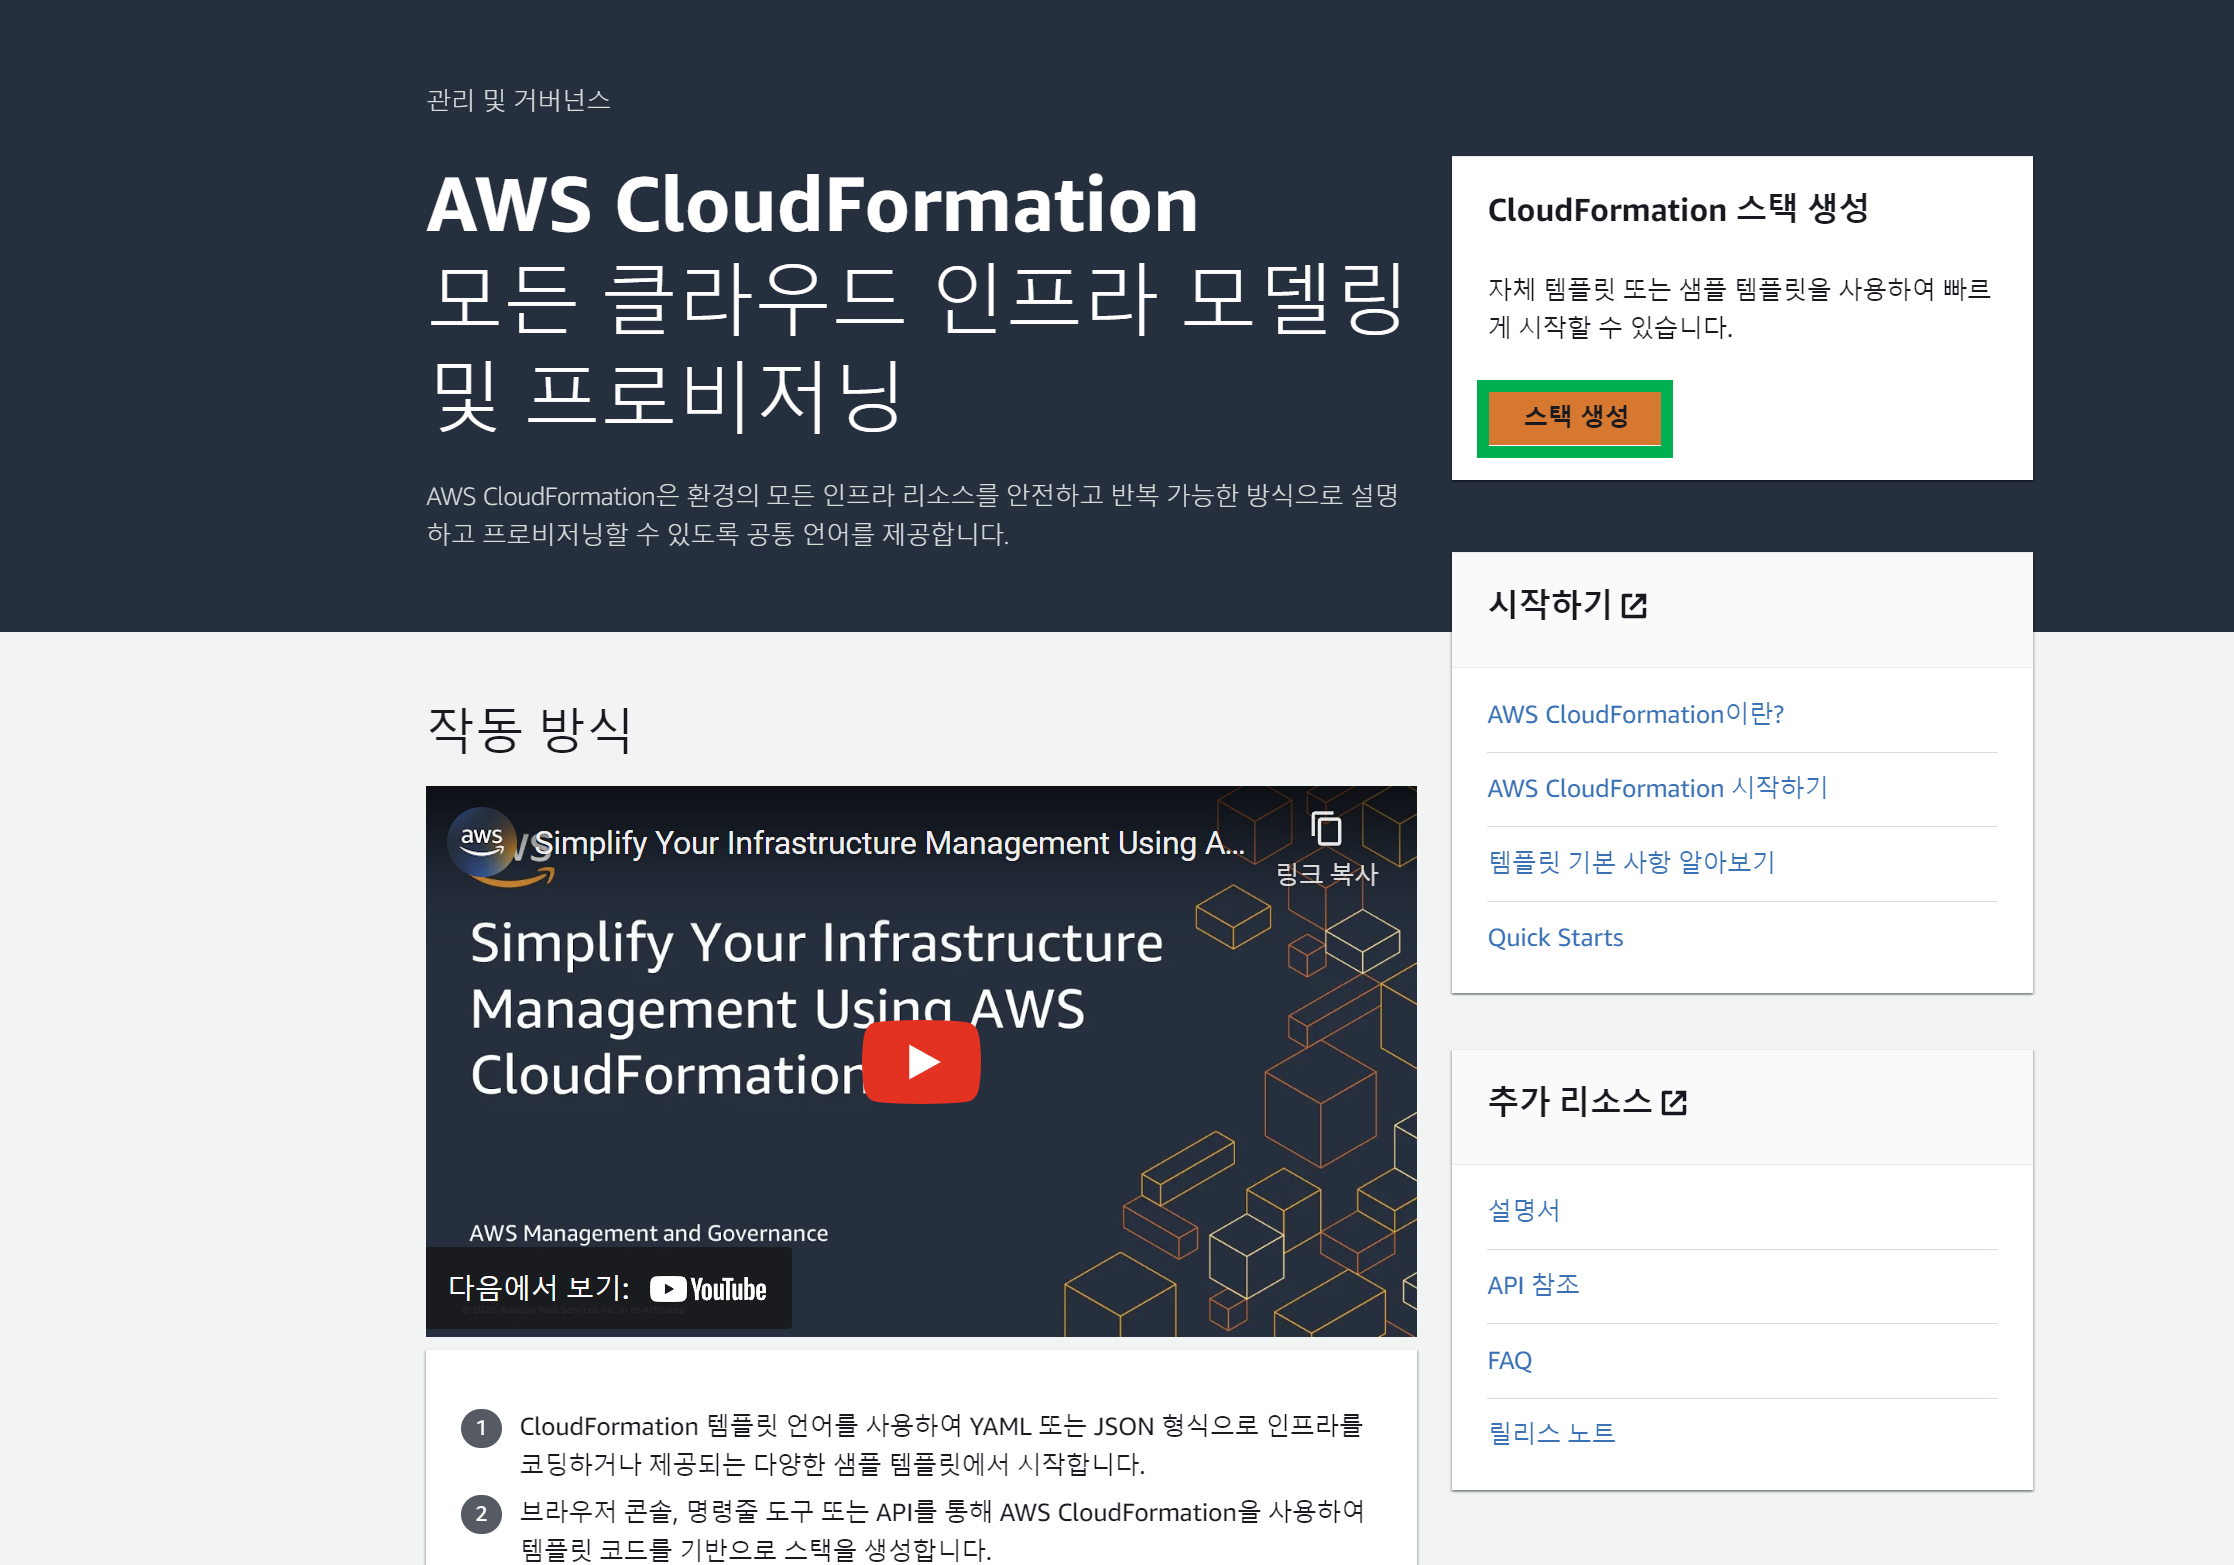 관리 및 거버넌스
AWS CloudFormation
모든 클라우드 인프라 모델링
및 프로비저닝
AWS CloudFormation은 환경의 모든 인프라 리소스를 안전하고 반복 가능한 방식으로 설명
하고 프로비저닝할 수 있도록 공통 언어를 제공합니다.
CloudFormation 스택 생성
자체 템플릿 또는 샘플 템플릿을 사용하여 빠르
게 시작할 수 있습니다.
스택 생성
시작하기
AWS CloudFormation이란?
AWS CloudFormation 시작하기
템플릿 기본 사항 알아보기
Quick Starts
추가 리소스
설명서
API 참조
FAQ
릴리스 노트
작동 방식
aws
Simplify Your Infrastructure Management Using A...
링크 복사
Simplify Your Infrastructure
Management Using AWS
CloudFormation
AWS Management and Governance
다음에서 보기: YouTube
© 2020, Amazon Web Services, Inc. or its Affiliates.
1 CloudFormation 템플릿 언어를 사용하여 YAML 또는 JSON 형식으로 인프라를
코딩하거나 제공되는 다양한 샘플 템플릿에서 시작합니다.
2 브라우저 콘솔, 명령줄 도구 또는 API를 통해 AWS CloudFormation을 사용하여
템플릿 코드를 기반으로 스택을 생성합니다.